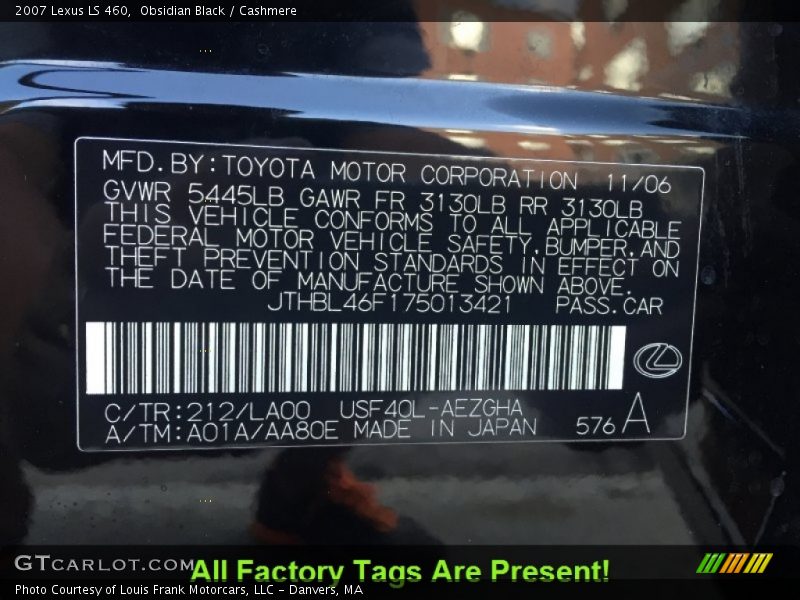 2007 Lexus LS 460,  Obsidian Black / Cashmere
MFD.BY:TOYOTA MOTOR CORPORATION 11/06
GVWR 5445LB GAWR FR 3130LB RR 3130LB
THIS VEHICLE CONFORMS TO ALL APPLICABLE
FEDERAL MOTOR VEHICLE SAFETY,BUMPER,AND
THEFT PREVENTION STANDARDS IN EFFECT ON
THE DATE OF MANUFACTURE SHOWN ABOVE.
JTHBL46F175013421 PASS.CAR
C/TR:212/LA00 USF40L-AEZGHA
A/TM:A01A/AA80E MADE IN JAPAN 576 A
GTCARLOT.COM
All Factory Tags Are Present!
Photo Courtesy of Louis Frank Motorcars, LLC - Danvers, MA